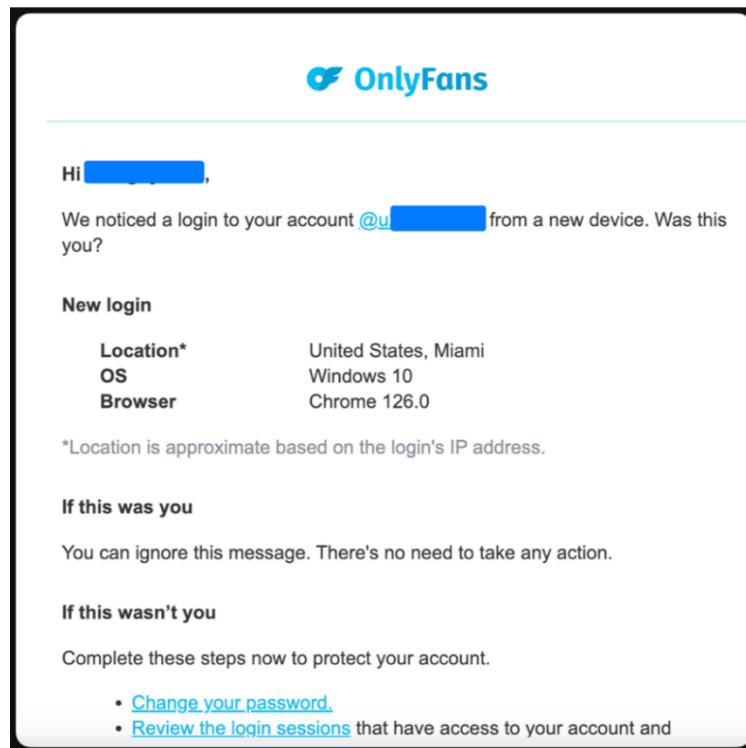 OnlyFans
Hi ,
We noticed a login to your account @u from a new device. Was this
you?
New login
Location* United States, Miami
OS Windows 10
Browser Chrome 126.0
*Location is approximate based on the login's IP address.
If this was you
You can ignore this message. There's no need to take any action.
If this wasn’t you
Complete these steps now to protect your account.
• Change your password.
• Review the login sessions that have access to your account and